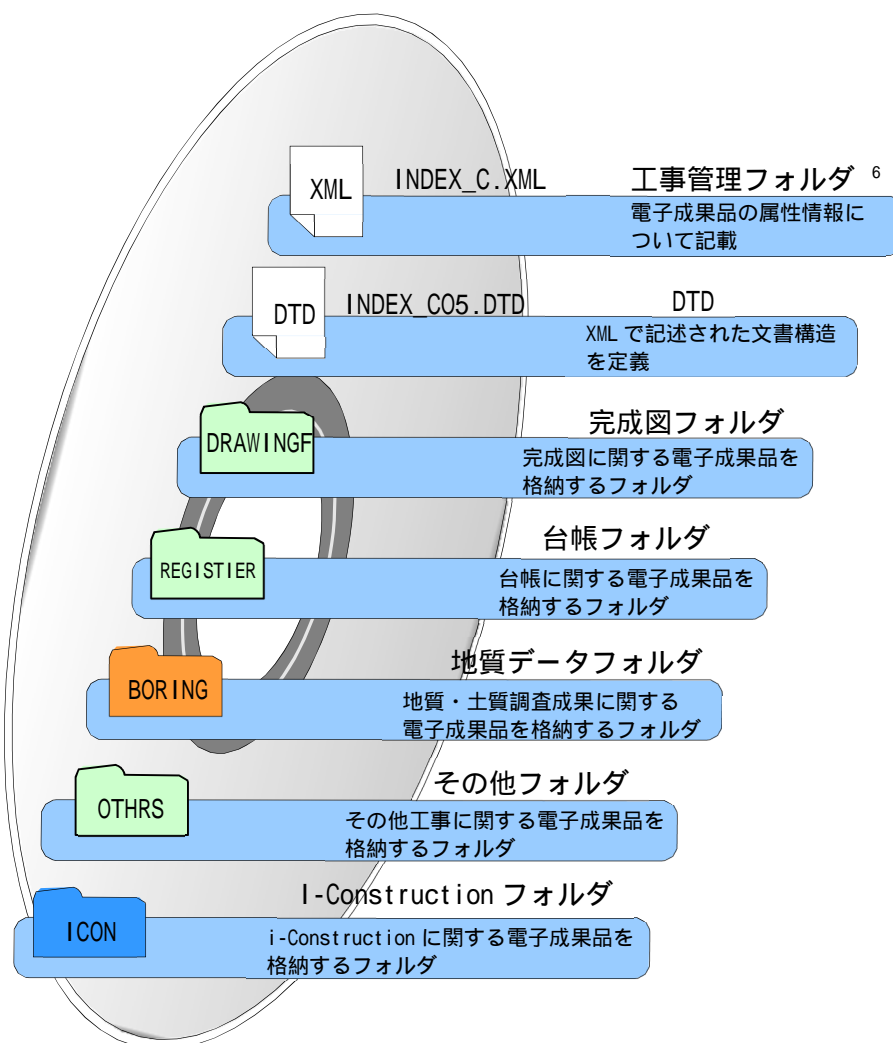 XML INDEX_C.XML 工事管理フォルダ 6
電子成果品の属性情報に
ついて記載
DTD INDEX_C05.DTD DTD
XML で記述された文書構造
を定義
DRAWINGF 完成図フォルダ
完成図に関する電子成果品を
格納するフォルダ
REGISTIER 台帳フォルダ
台帳に関する電子成果品を
格納するフォルダ
BORING 地質データフォルダ
地質・土質調査成果に関する
電子成果品を格納するフォルダ
OTHRS その他フォルダ
その他工事に関する電子成果品を
格納するフォルダ
ICON I-Construction フォルダ
i-Construction に関する電子成果品を
格納するフォルダ